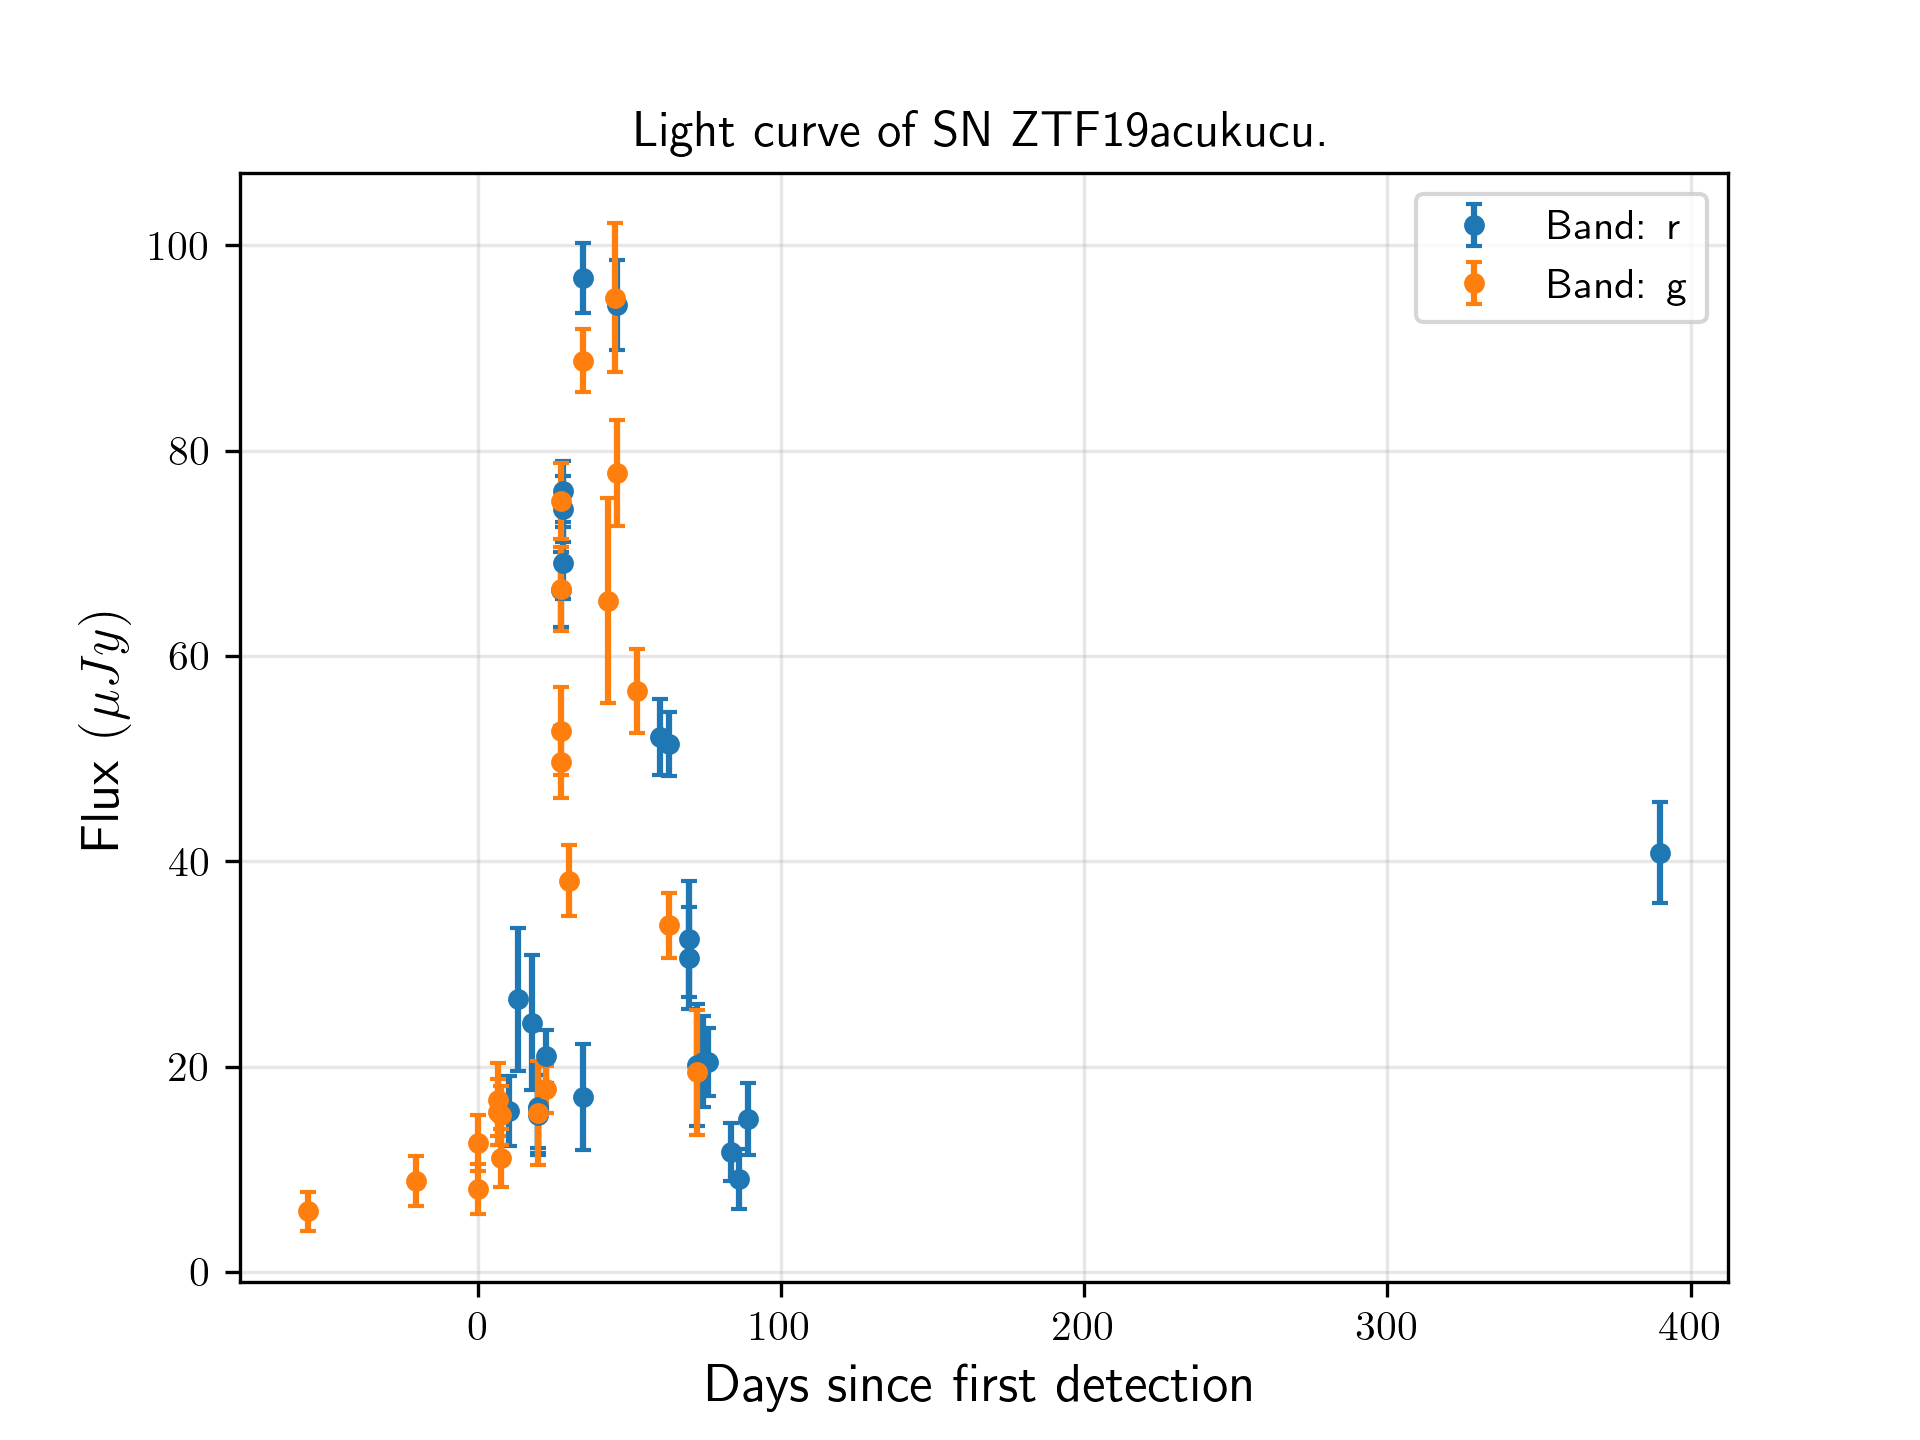 Light curve of SN ZTF19acukucu.
Band: r
Band: g
100
80
60
40
20
0
Flux (μJy)
0 100 200 300 400
Days since first detection